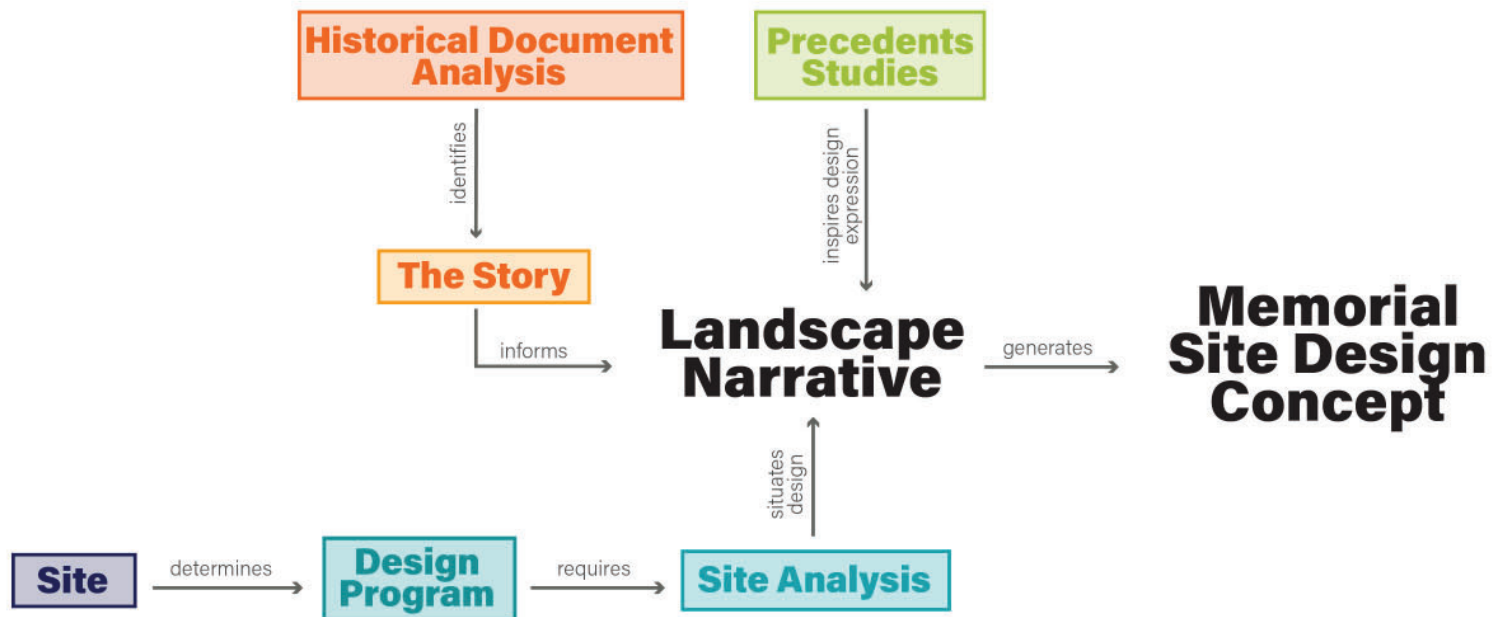 Historical Document
Analysis
Precedents
Studies
identifies
inspires design
expression
The Story
informs
Landscape
Narrative
generates
Memorial
Site Design
Concept
situates
design
Site
determines
Design
Program
requires
Site Analysis